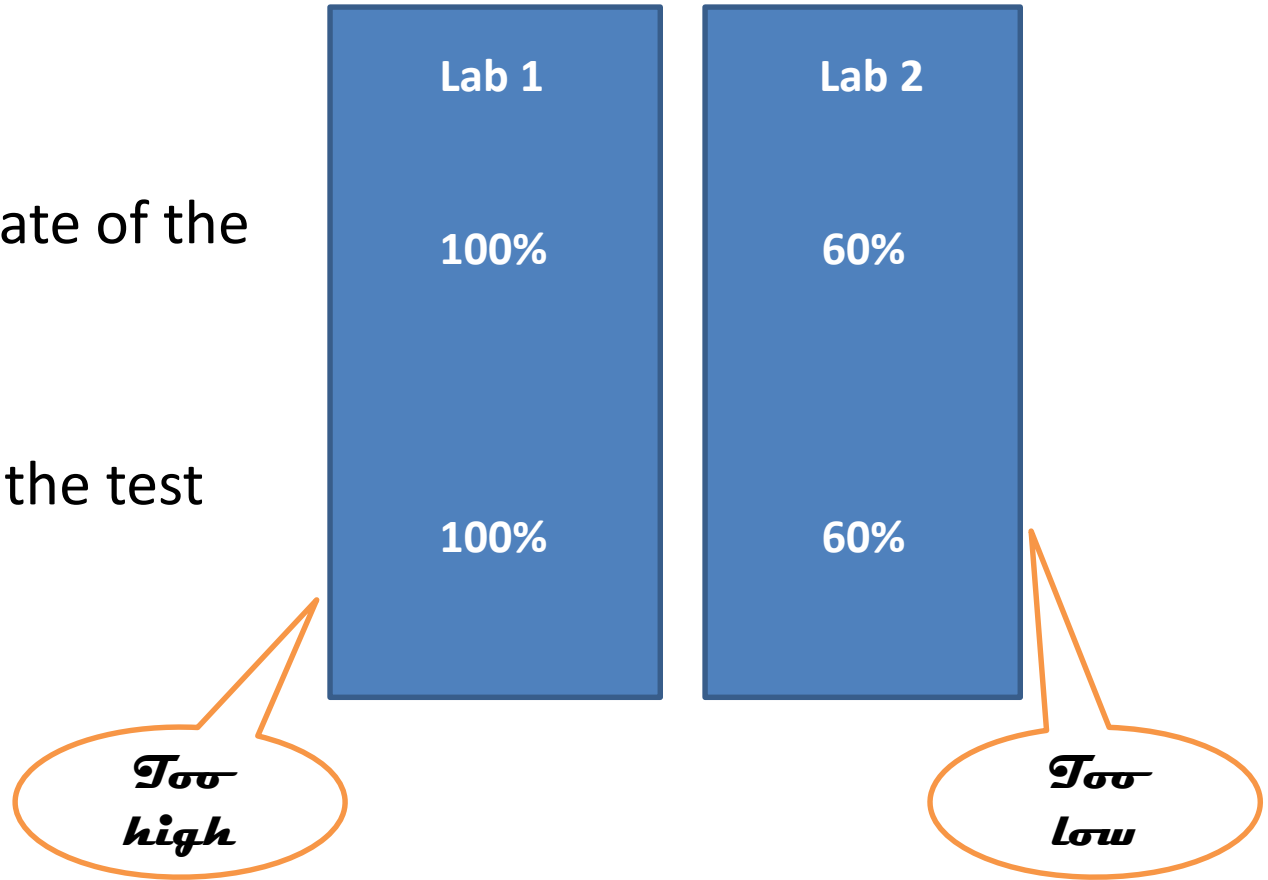 Lab 1 Lab 2
ate of the 100% 60%
the test
100% 60%
Too
high
Too
low